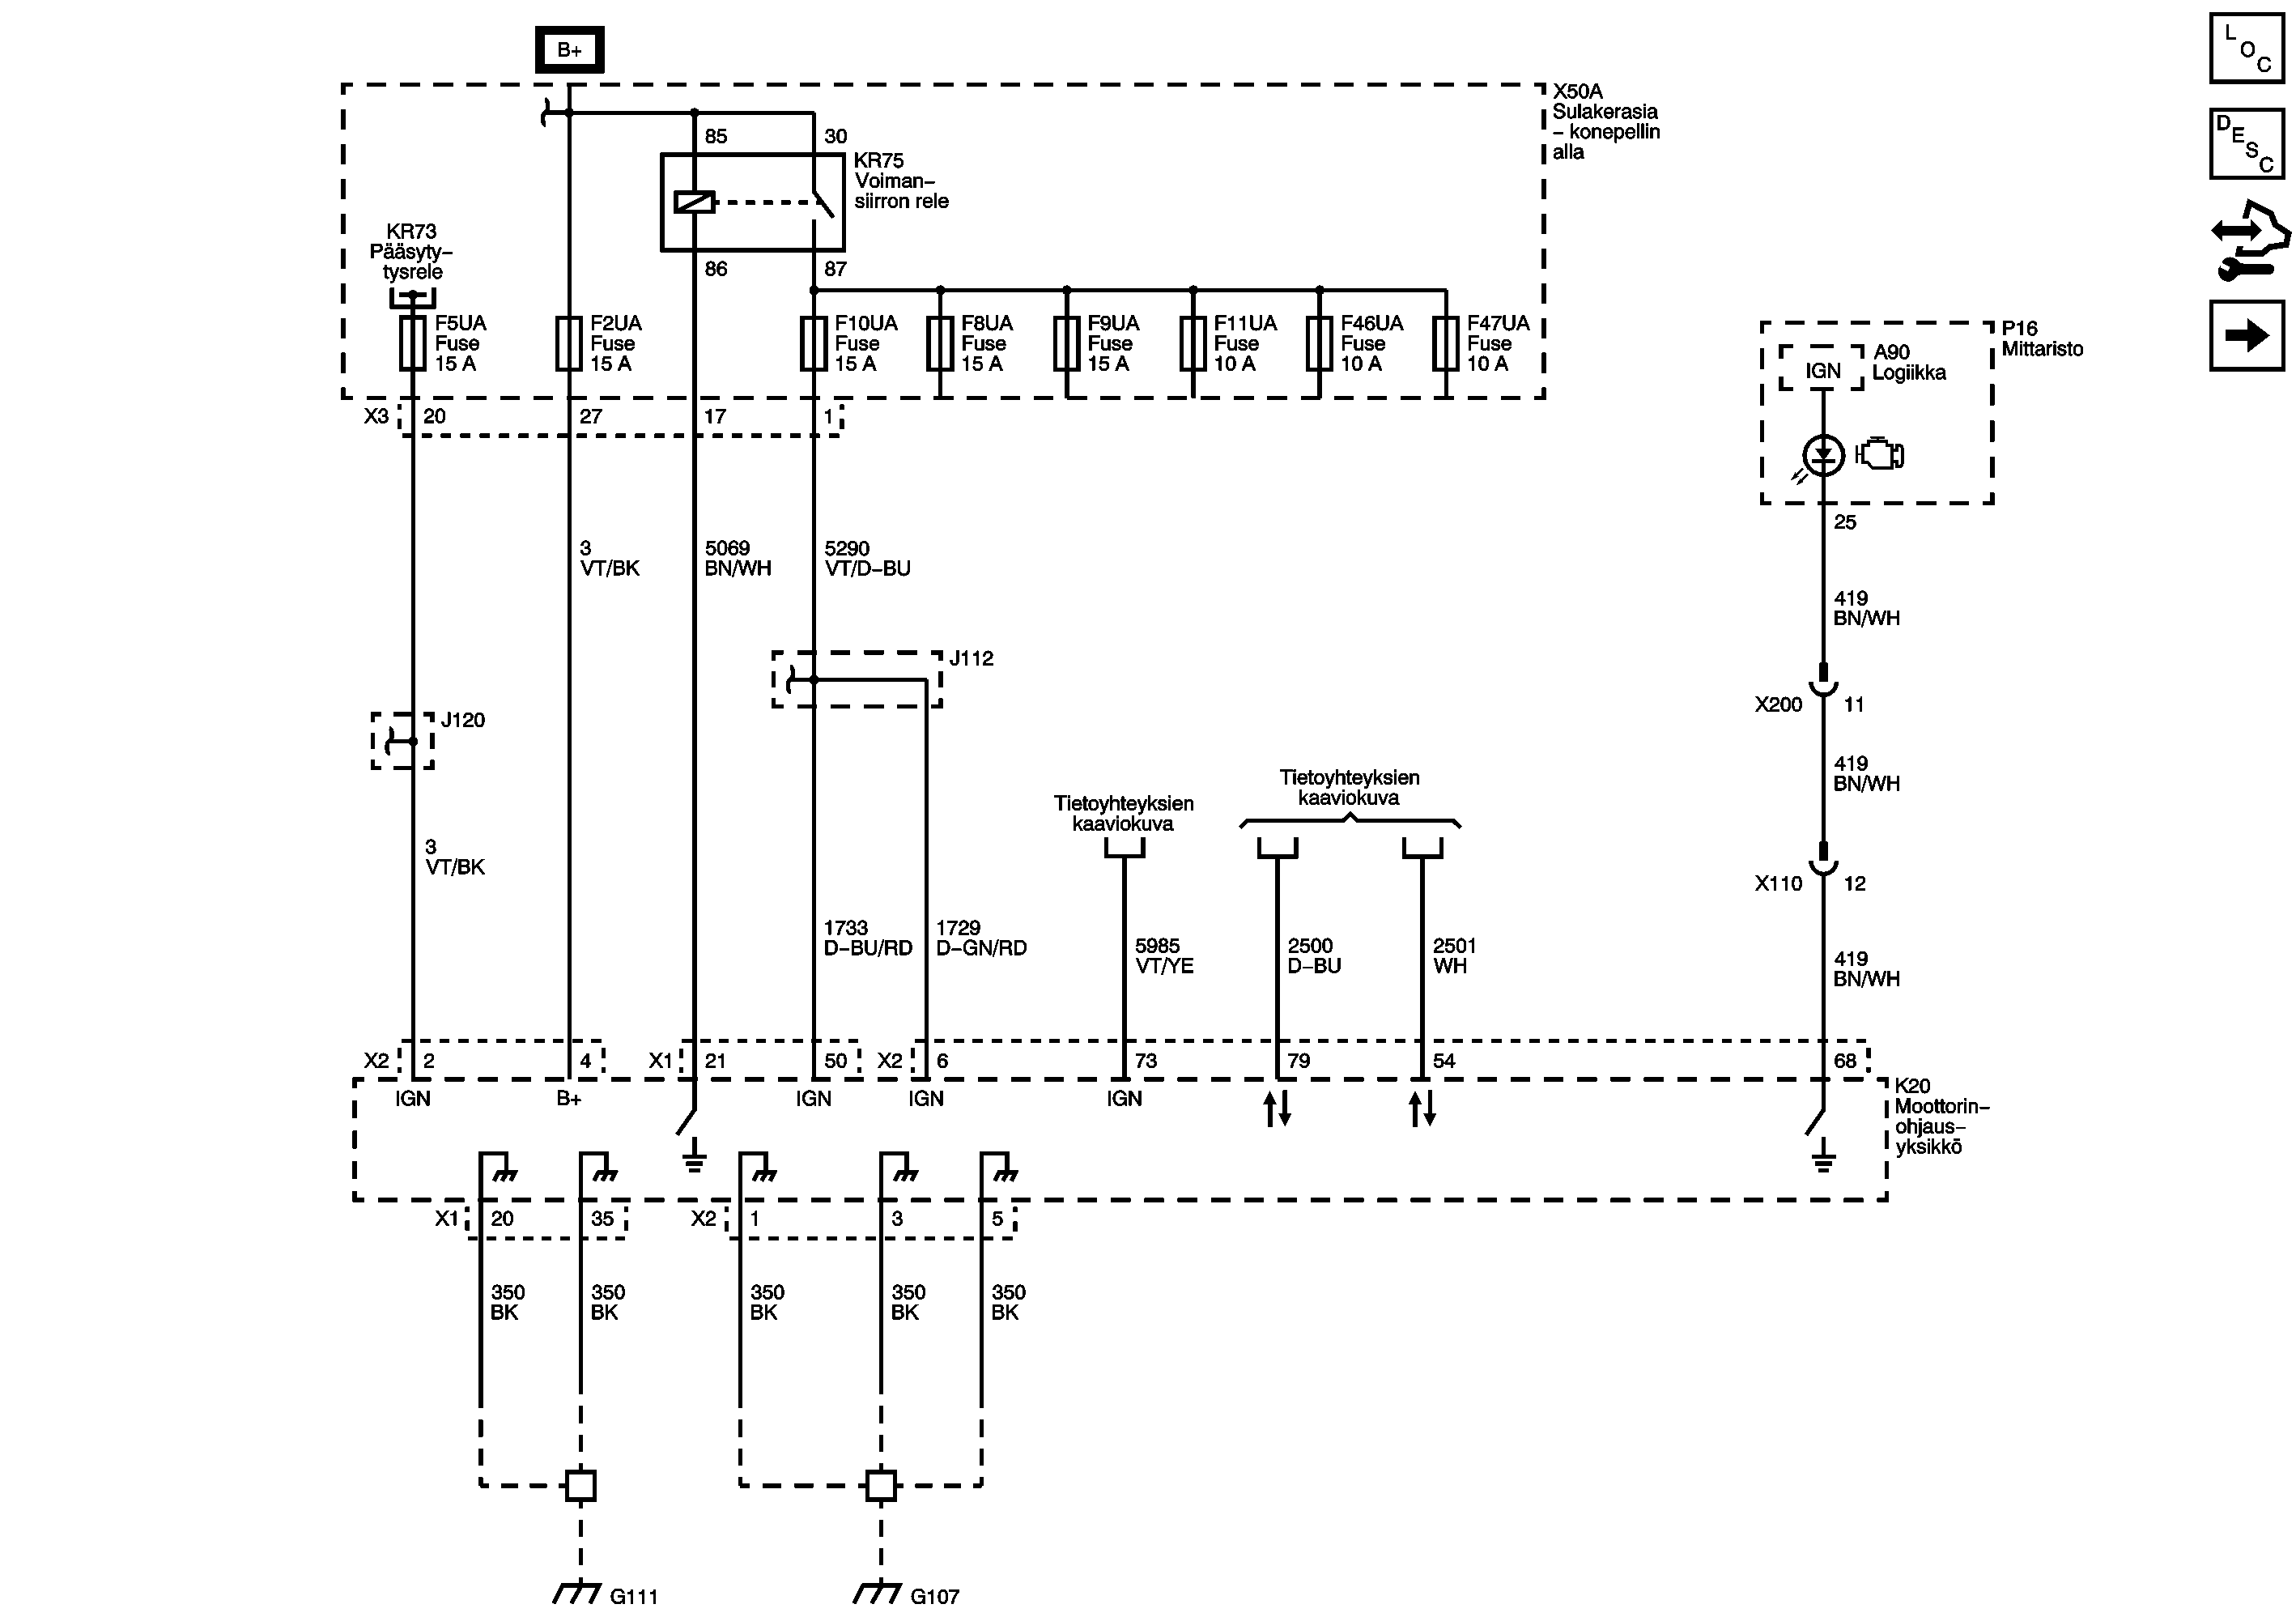 B+
X50A
Sulakerasia
- konepellin
alla
85
30
KR75
Voiman-
siirron rele
86
87
KR73
Pääsyty-
tysrele
F5UA
Fuse
15 A
F2UA
Fuse
15 A
F10UA
Fuse
15 A
F8UA
Fuse
15 A
F9UA
Fuse
15 A
F11UA
Fuse
10 A
F46UA
Fuse
10 A
F47UA
Fuse
10 A
X3
20
27
17
1
L
O
C
D
E
S
C
P16
Mittaristo
IGN
A90
Logiikka
25
3
VT/BK
5069
BN/WH
5290
VT/D-BU
419
BN/WH
J112
X200
11
J120
419
BN/WH
Tietoyhteyksien
kaaviokuva
Tietoyhteyksien
kaaviokuva
3
VT/BK
X110
12
1733
D-BU/RD
1729
D-GN/RD
5985
VT/YE
2500
D-BU
2501
WH
419
BN/WH
X2
2
4
X1
21
50
X2
6
73
79
54
68
IGN
B+
IGN
IGN
IGN
K20
Moottorin-
ohjaus-
yksikkö
X1
20
35
X2
1
3
5
350
BK
350
BK
350
BK
350
BK
350
BK
G111
G107